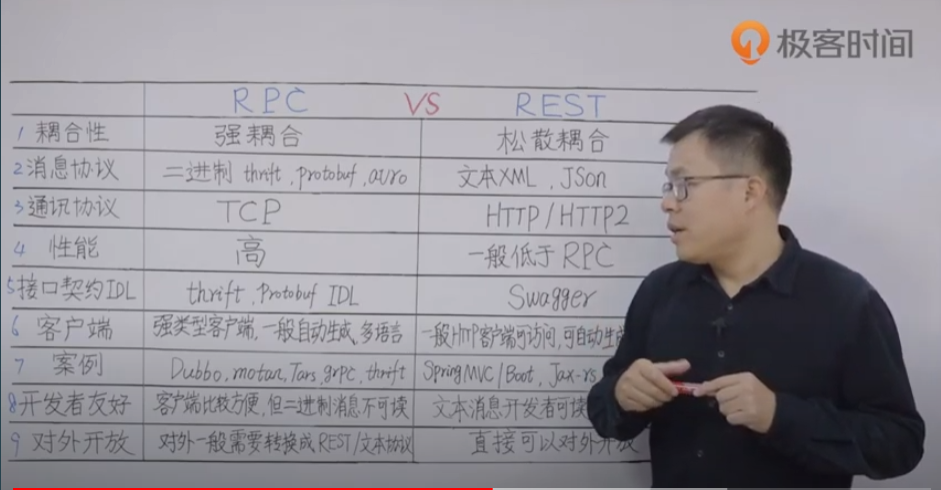 极客时间
RPC VS REST
1 耦合性 强耦合 松散耦合
2 消息协议 二进制 thrift, protobuf, avro 文本XML, JSon
3 通讯协议 TCP HTTP/HTTP2
4 性能 高 一般低于RPC
5 接口契约IDL thrift, Protobuf IDL Swagger
6 客户端 强类型客户端,一般自动生成,多语言 一般HTTP客户端可访问,可自动生成
7 案例 Dubbo, motan, Tars, grpc, thrift SpringMVC/Boot, Jax-rs
8 开发者友好 客户端比较方便,但二进制消息不可读 文本消息开发者可读
9 对外开放 对外一般需要转换成REST/文本协议 直接可以对外开放